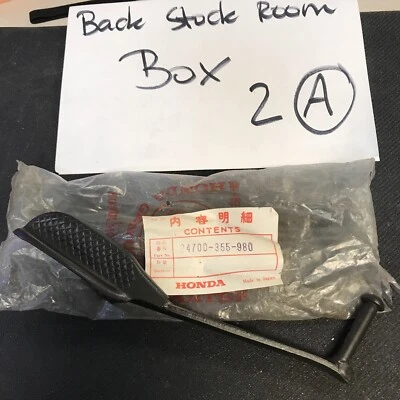 Back Stock Room
Box
2 A
内容明細
CONTENTS
24700-355-980
HONDA